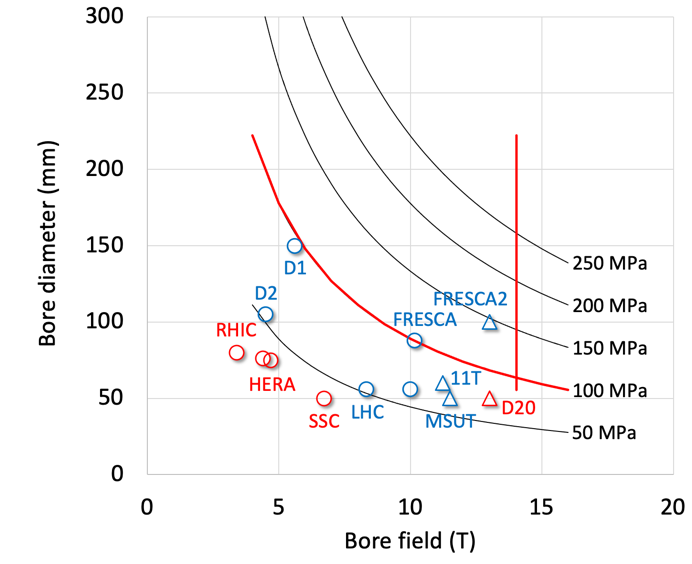 300
250
200
150
100
50
0
Bore diameter (mm)
0
5
10
15
20
Bore field (T)
250 MPa
200 MPa
150 MPa
100 MPa
50 MPa
D1
D2
FRESCA2
FRESCA
RHIC
HERA
11T
SSC
LHC
MSUT
D20